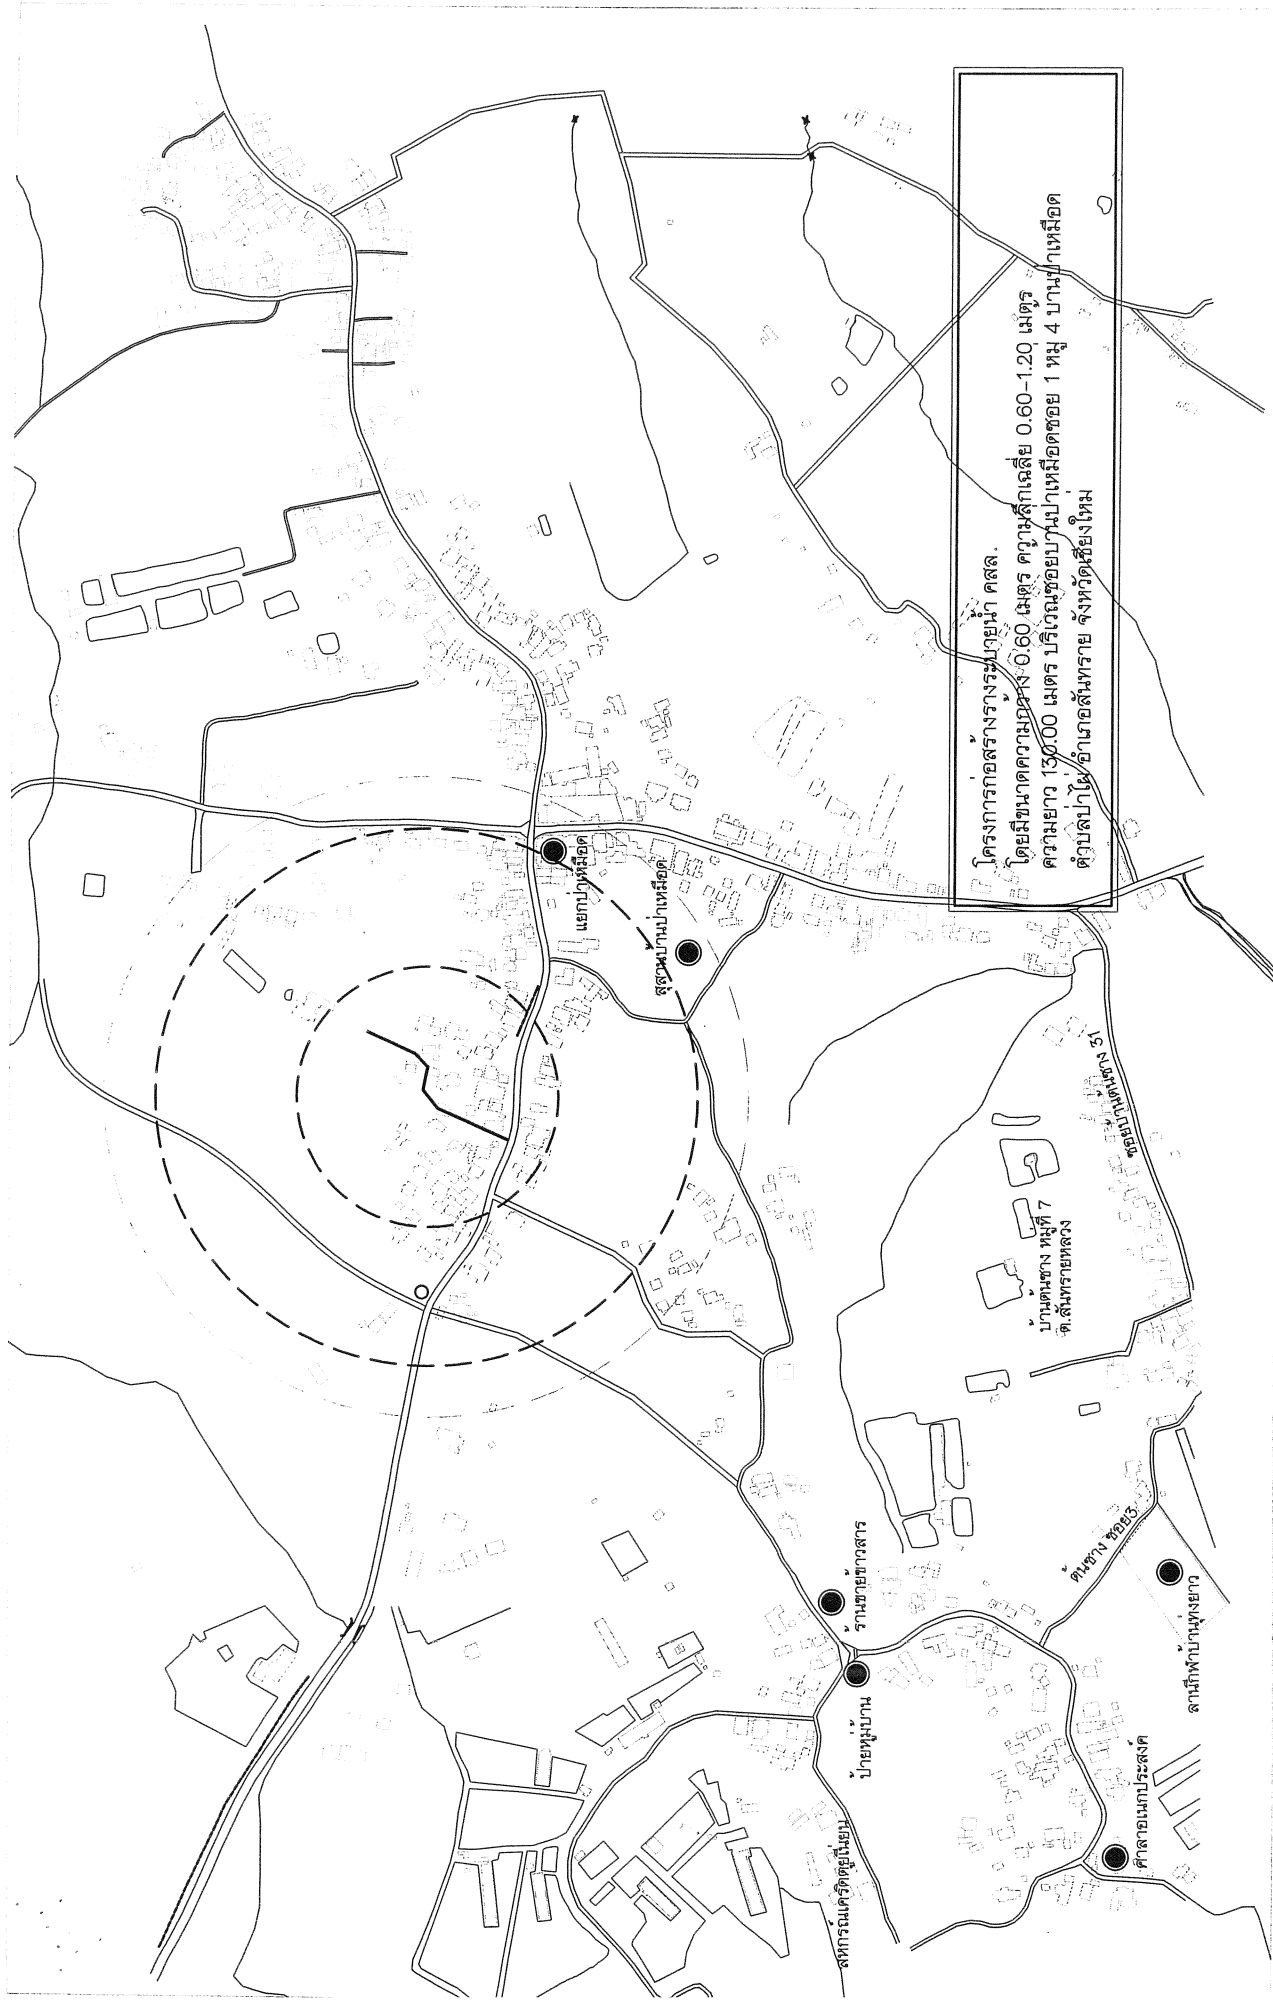 โครงการก่อสร้างรางระบายน้ำ คสล.
โดยมีขนาดความกว้าง 0.60 เมตร ความลึกเฉลี่ย 0.60-1.20 เมตร
ความยาว 130.00 เมตร บริเวณซอยบ้านป่าเหมือดซอย 1 หมู่ 4 บ้านป่าเหมือด
ตำบลป่าไผ่ อำเภอสันทราย จังหวัดเชียงใหม่
แยกป่าเหมือด
สุสานบ้านป่าเหมือด
ซอยบ้านต้นซาง 31
บ้านต้นซาง หมู่ที่ 7
ต.สันทรายหลวง
ร้านขายข้าวสาร
ป้ายหมู่บ้าน
ต้นซาง ซอย3
ลานกีฬาบ้านทุ่งยาว
ศาลาอเนกประสงค์
สหกรณ์เครดิตยูเนี่ยน